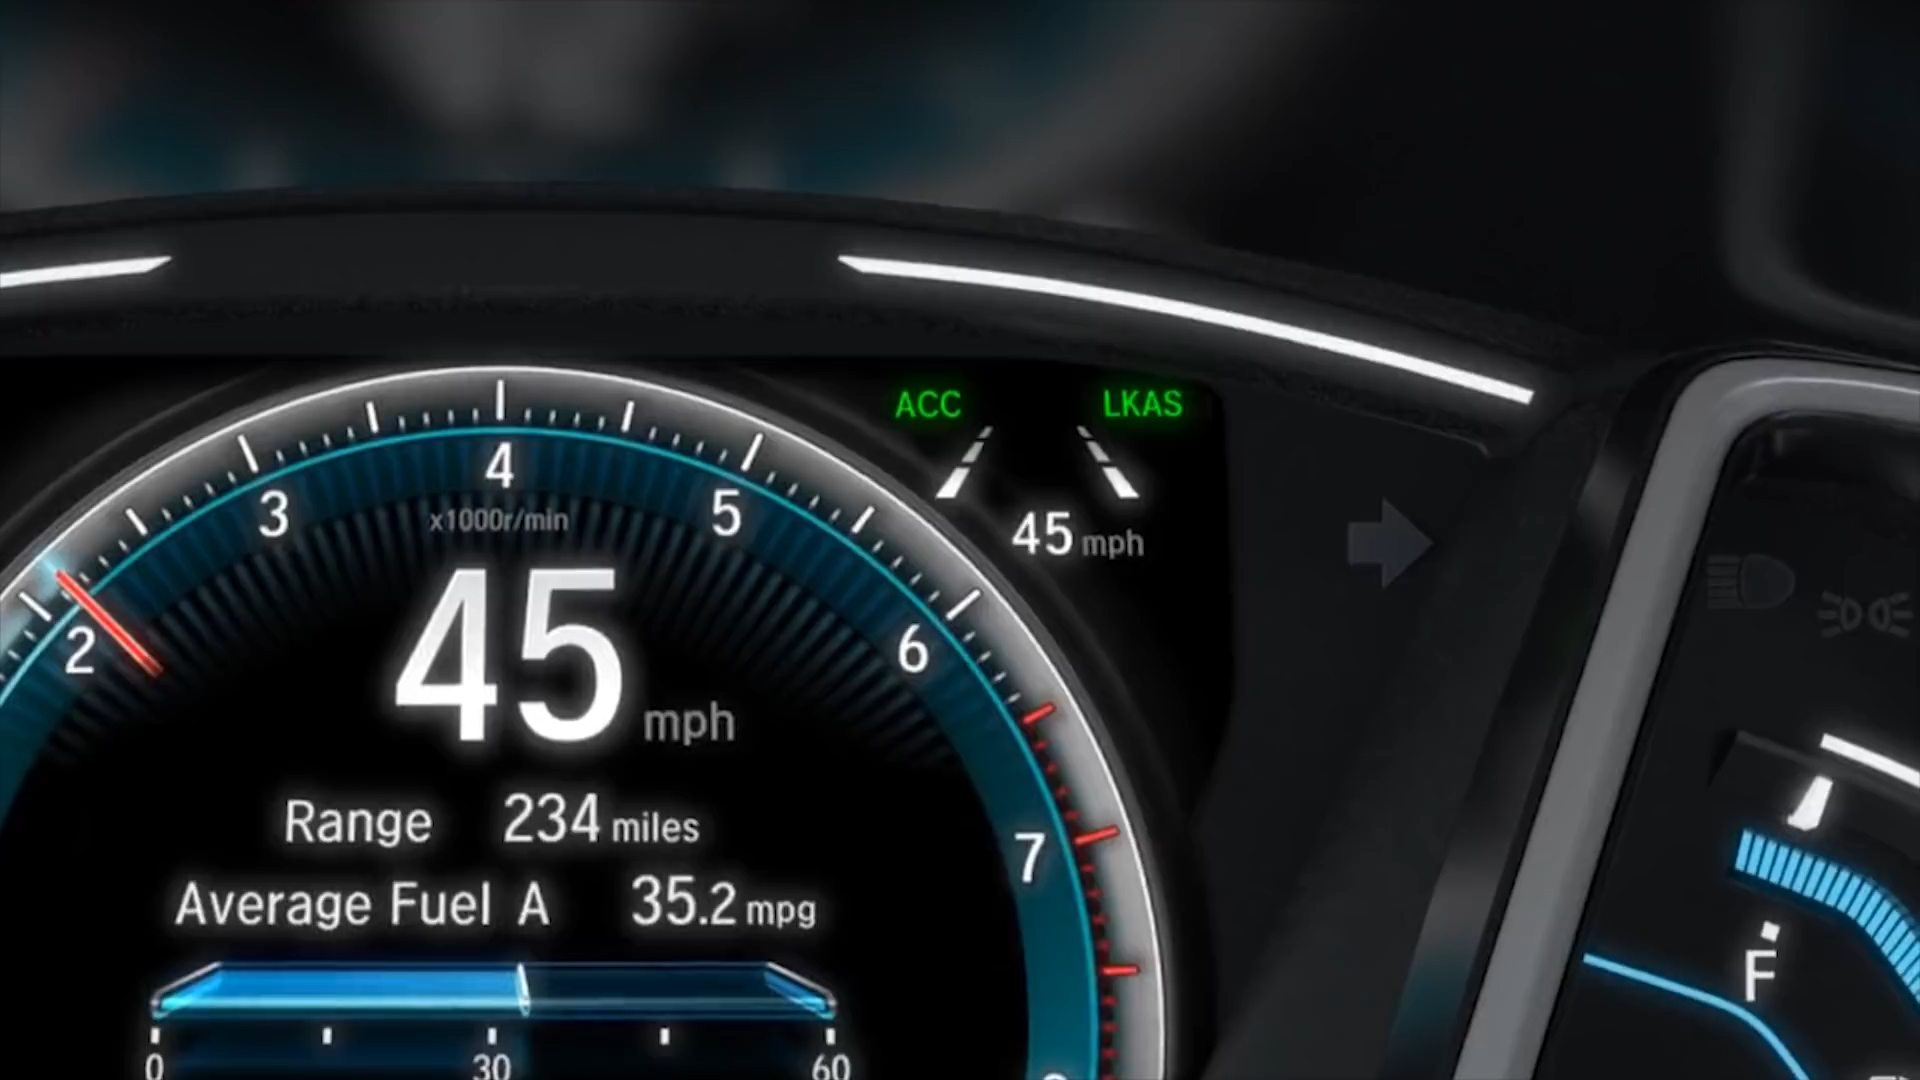 ACC LKAS
4
3 5
x1000r/min
45 mph
2 6
45 mph
Range 234 miles
7
Average Fuel A 35.2 mpg
F
0 30 60